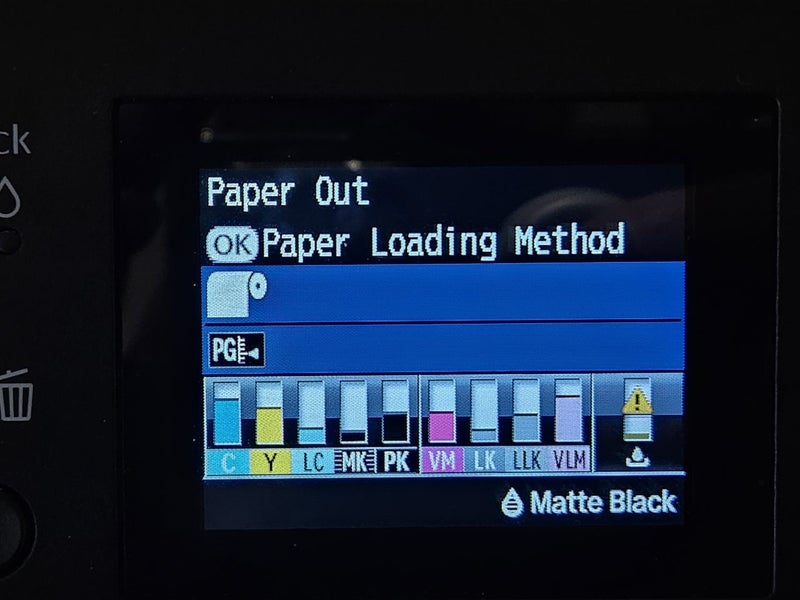 ck
Paper Out
OK Paper Loading Method
PG
C Y LC MK PK VM LK LLK VLM
Matte Black